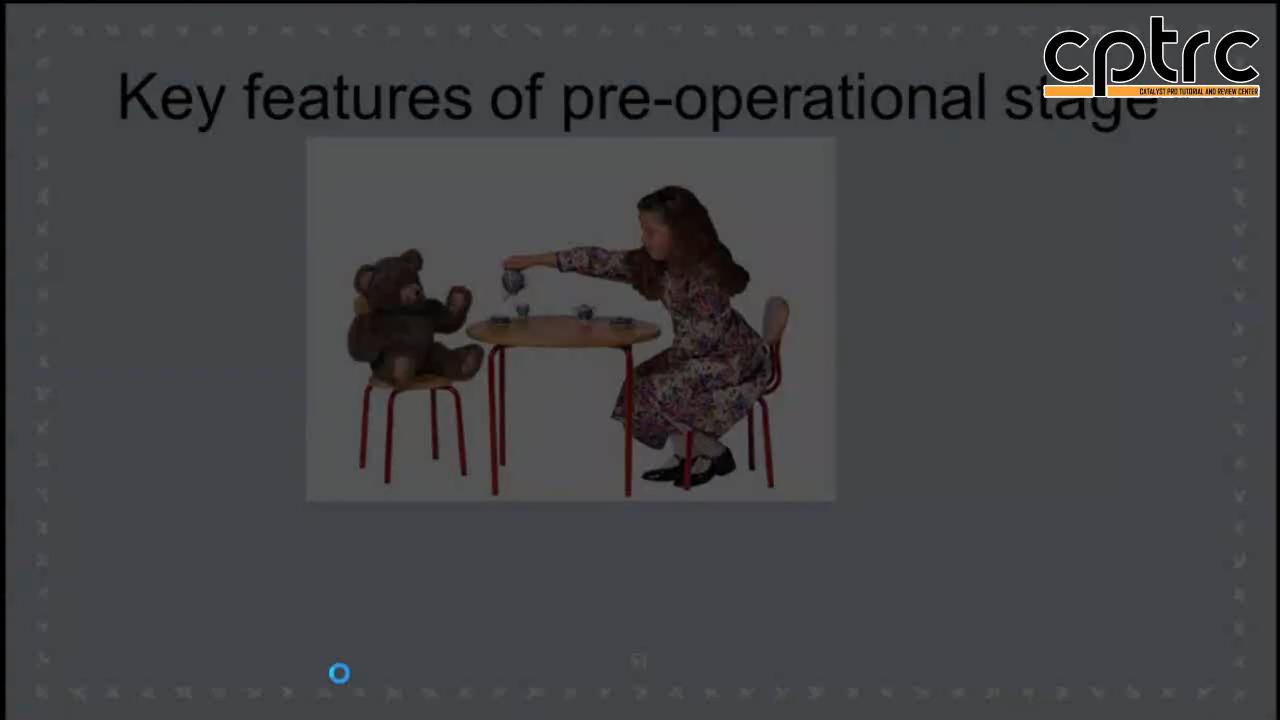 cptrc
CATALYST PRO TUTORIAL AND REVIEW CENTER
Key features of pre-operational stage